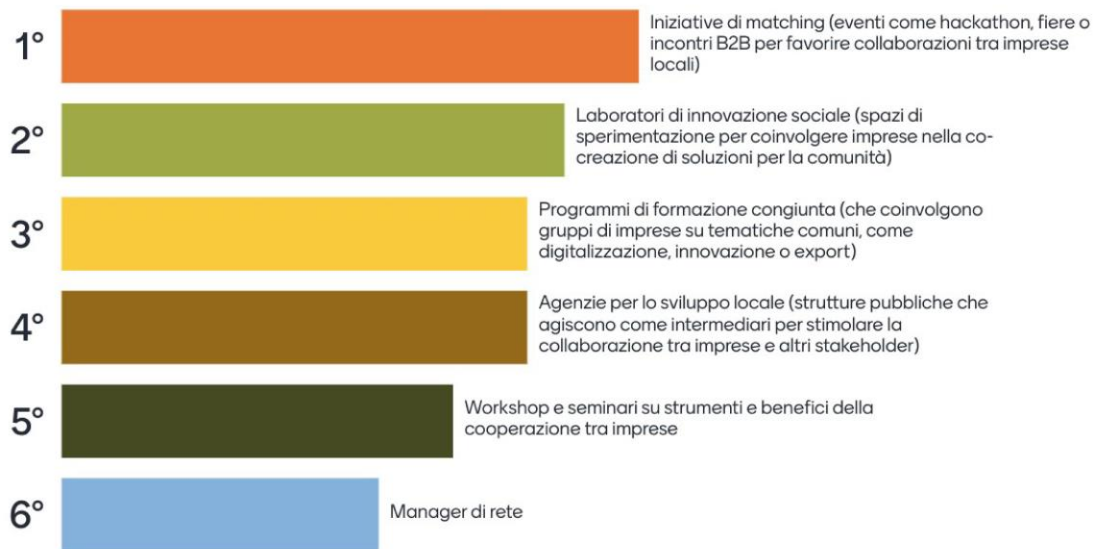 1°
Iniziative di matching (eventi come hackathon, fiere o
incontri B2B per favorire collaborazioni tra imprese
locali)
2°
Laboratori di innovazione sociale (spazi di
sperimentazione per coinvolgere imprese nella co-
creazione di soluzioni per la comunità)
3°
Programmi di formazione congiunta (che coinvolgono
gruppi di imprese su tematiche comuni, come
digitalizzazione, innovazione o export)
4°
Agenzie per lo sviluppo locale (strutture pubbliche che
agiscono come intermediari per stimolare la
collaborazione tra imprese e altri stakeholder)
5°
Workshop e seminari su strumenti e benefici della
cooperazione tra imprese
6°
Manager di rete